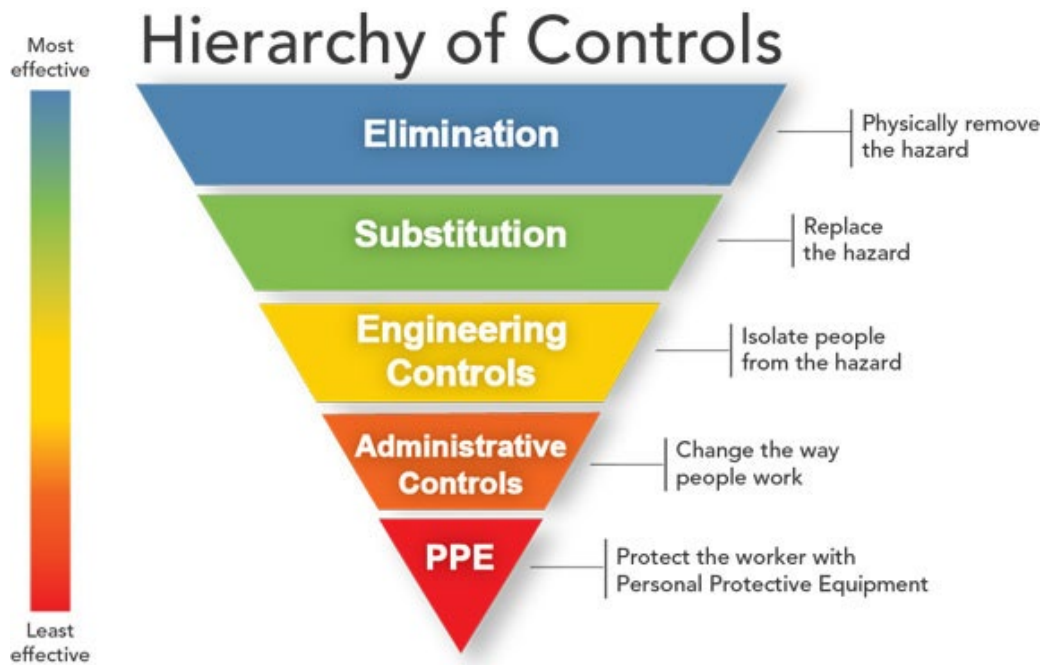 Hierarchy of Controls
Most
effective
Elimination
Physically remove
the hazard
Substitution
Replace
the hazard
Engineering
Controls
Isolate people
from the hazard
Administrative
Controls
Change the way
people work
PPE
Protect the worker with
Personal Protective Equipment
Least
effective